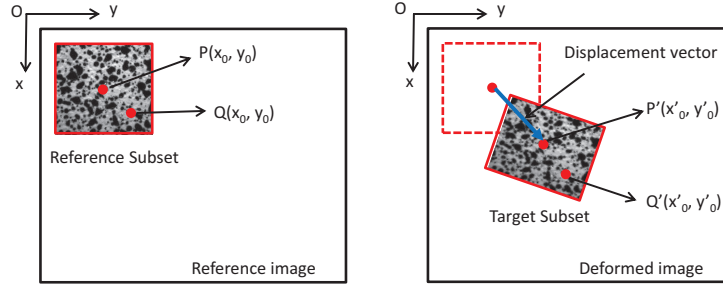 O y
x
P(x0, y0)
Q(x0, y0)
Reference Subset
Reference image
O y
x
Displacement vector
P'(x'0, y'0)
Q'(x'0, y'0)
Target Subset
Deformed image